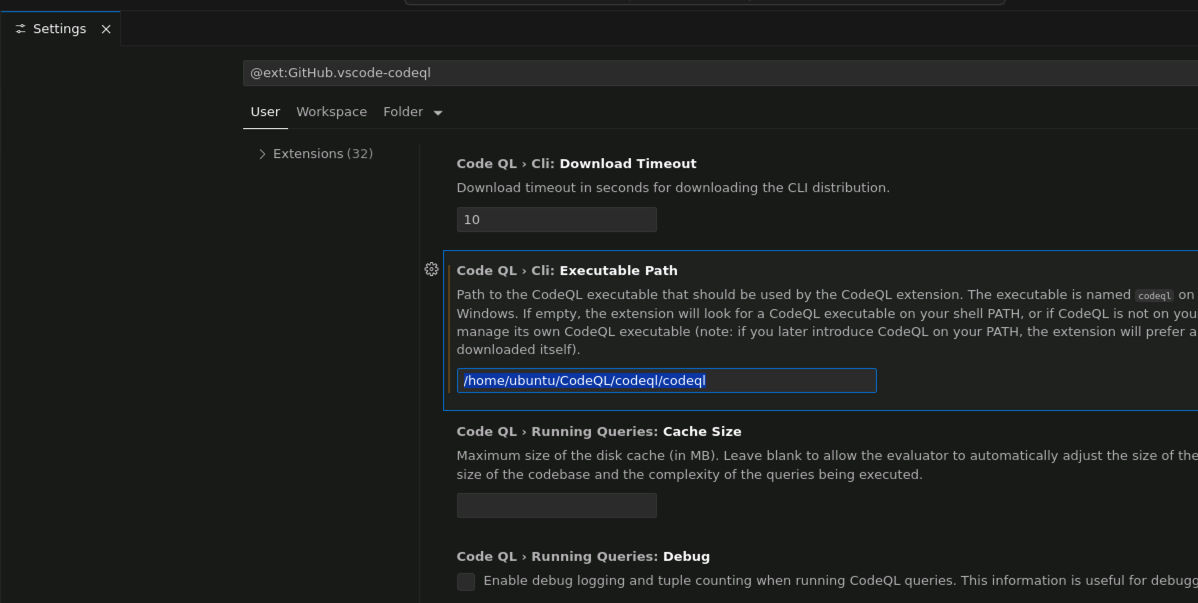 Settings
@ext:GitHub.vscode-codeql
User Workspace Folder
Extensions (32)
Code QL › Cli: Download Timeout
Download timeout in seconds for downloading the CLI distribution.
10
Code QL › Cli: Executable Path
Path to the CodeQL executable that should be used by the CodeQL extension. The executable is named codeql on
Windows. If empty, the extension will look for a CodeQL executable on your shell PATH, or if CodeQL is not on you
manage its own CodeQL executable (note: if you later introduce CodeQL on your PATH, the extension will prefer a
downloaded itself).
/home/ubuntu/CodeQL/codeql/codeql
Code QL › Running Queries: Cache Size
Maximum size of the disk cache (in MB). Leave blank to allow the evaluator to automatically adjust the size of the
size of the codebase and the complexity of the queries being executed.
Code QL › Running Queries: Debug
Enable debug logging and tuple counting when running CodeQL queries. This information is useful for debugg